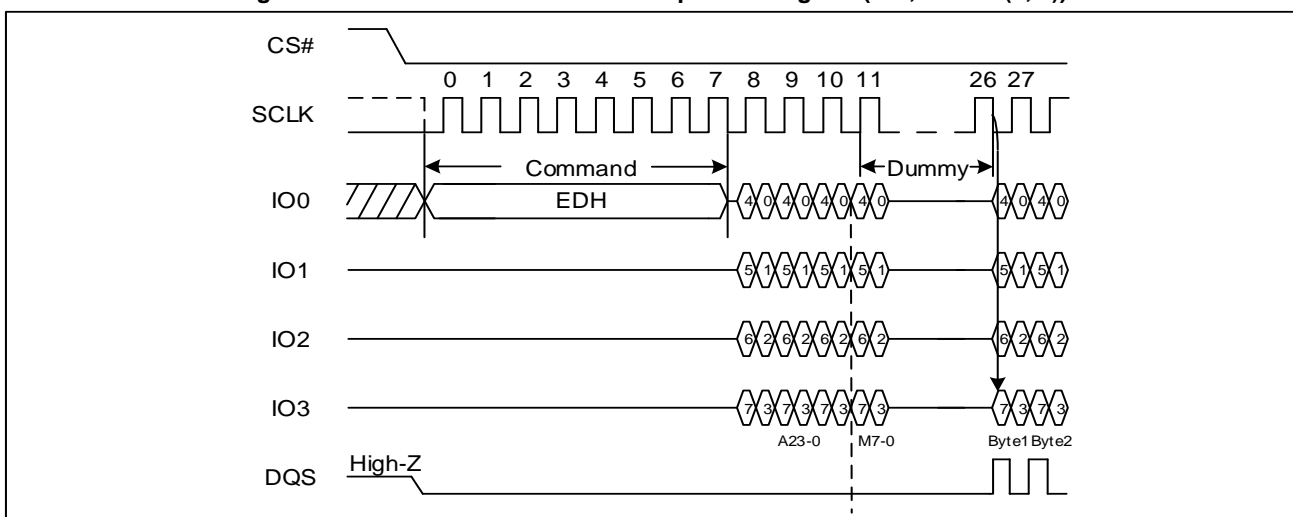 CS#
0 1 2 3 4 5 6 7 8 9 10 11 26 27
SCLK
Command Dummy
IO0 EDH 4 0 4 0 4 0 4 0 4 0 4 0
IO1 5 1 5 1 5 1 5 1 5 1 5 1
IO2 6 2 6 2 6 2 6 2 6 2 6 2
IO3 7 3 7 3 7 3 7 3 7 3 7 3
A23-0 M7-0 Byte1 Byte2
High-Z
DQS